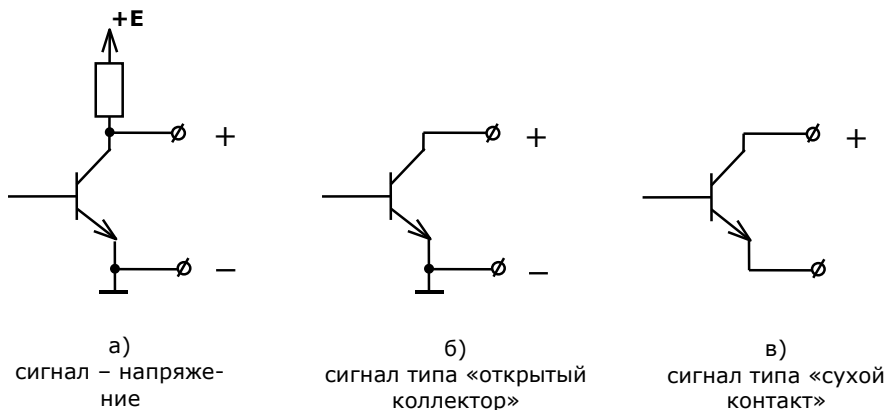 +E
+
+
+
–
–
а)
сигнал – напряже-
ние
б)
сигнал типа «открытый
коллектор»
в)
сигнал типа «сухой
контакт»